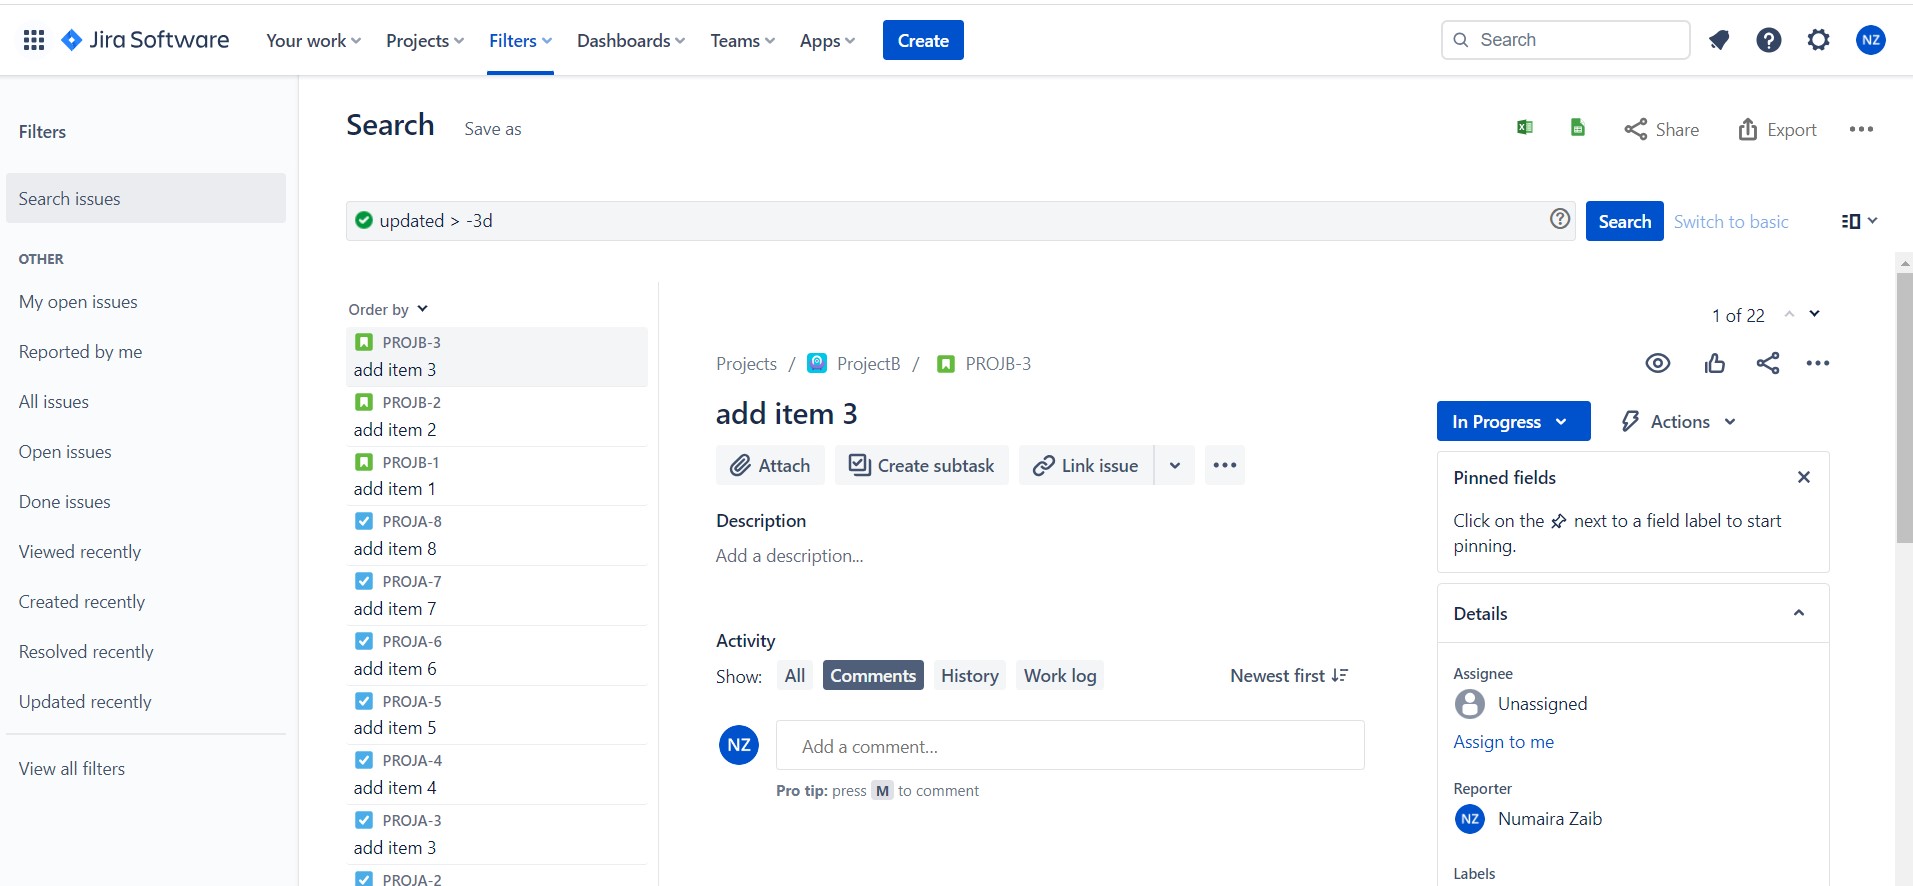 Jira Software
Your work
Projects
Filters
Dashboards
Teams
Apps
Create
Search
NZ
Filters
Search issues
OTHER
My open issues
Reported by me
All issues
Open issues
Done issues
Viewed recently
Created recently
Resolved recently
Updated recently
View all filters
Search
Save as
Share
Export
updated > -3d
Search
Switch to basic
Order by
PROJB-3
add item 3
PROJB-2
add item 2
PROJB-1
add item 1
PROJA-8
add item 8
PROJA-7
add item 7
PROJA-6
add item 6
PROJA-5
add item 5
PROJA-4
add item 4
PROJA-3
add item 3
PROJA-2
1 of 22
Projects / ProjectB / PROJB-3
add item 3
Attach
Create subtask
Link issue
Description
Add a description...
Activity
Show: All Comments History Work log
Newest first
NZ
Add a comment...
Pro tip: press M to comment
In Progress
Actions
Pinned fields
Click on the next to a field label to start
pinning.
Details
Assignee
Unassigned
Assign to me
Reporter
NZ Numaira Zaib
Labels